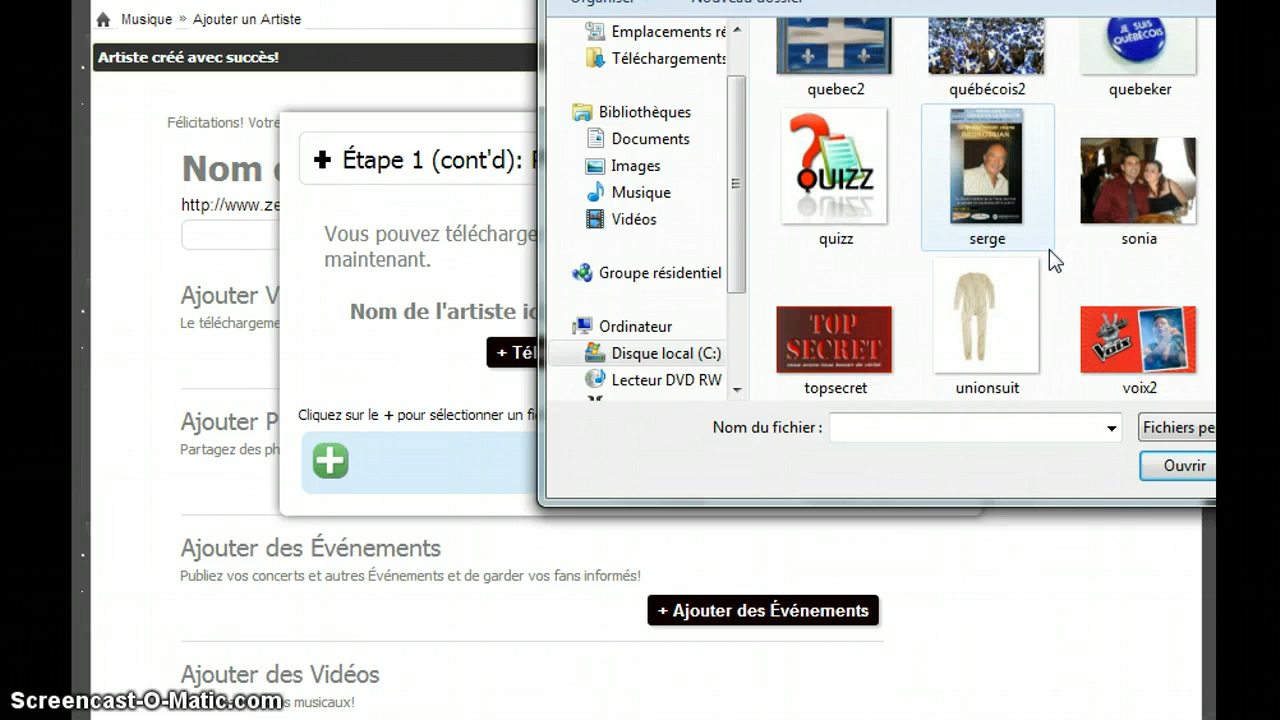 Organiser
Nouveau dossier
Musique » Ajouter un Artiste
Artiste créé avec succès!
Félicitations! Votre
Nom
http://www.ze
Étape 1 (cont'd):
Vous pouvez télécharge
maintenant.
Nom de l'artiste ic
+ Tél
Cliquez sur le + pour sélectionner un fi
Ajouter V
Le téléchargeme
Ajouter P
Partagez des ph
Ajouter des Événements
Publiez vos concerts et autres Événements et de garder vos fans informés!
+ Ajouter des Événements
Ajouter des Vidéos
s musicaux!
Emplacements ré
Téléchargements
Bibliothèques
Documents
Images
Musique
Vidéos
Groupe résidentiel
Ordinateur
Disque local (C:)
Lecteur DVD RW
JE SUIS
QUÉBÉCOIS
quebec2
québécois2
quebeker
QUIZZ
quizz
serge
sonia
TOP
SECRET
topsecret
unionsuit
Voix
voix2
Nom du fichier :
Fichiers pe
Ouvrir
Screencast-O-Matic.com